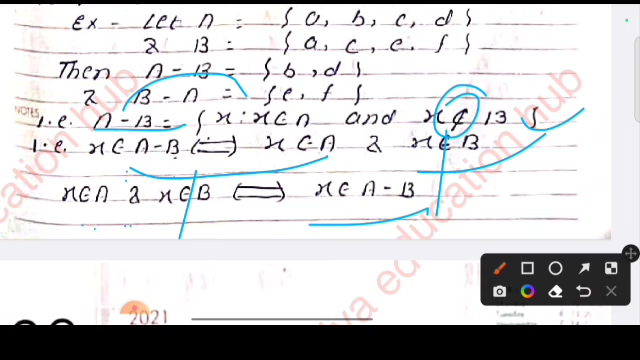 Ex - Let A = { a, b, c, d }
& B = { a, c, e, f }
Then A - B = { b, d }
& B - A = { e, f }
NOTES
i.e. A - B = { x : x ∈ A and x ∉ B }
i.e. x ∈ A - B ⟺ x ∈ A & x ∉ B
x ∈ A & x ∉ B ⟺ x ∈ A - B
2021